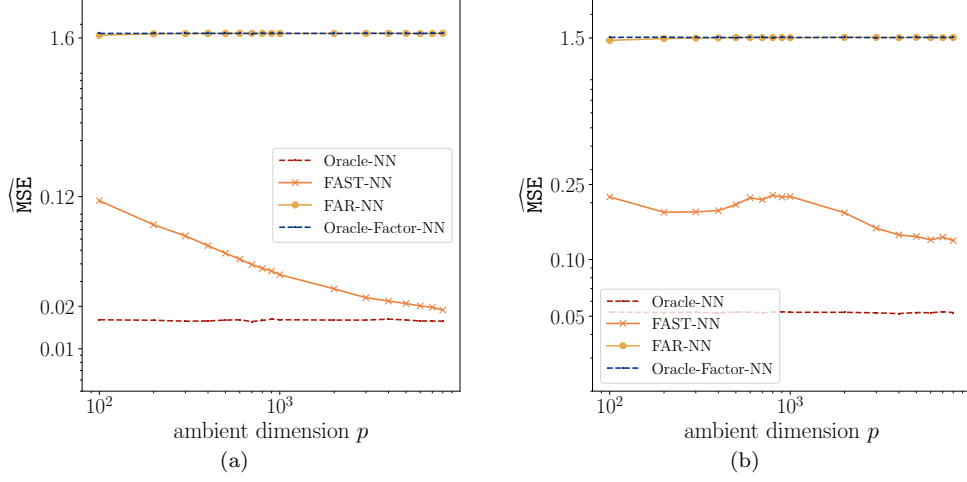 1.6
0.12
0.02
0.01
MSE
Oracle-NN
FAST-NN
FAR-NN
Oracle-Factor-NN
10²
10³
ambient dimension p
(a)
1.5
0.25
0.10
0.05
MSE
Oracle-NN
FAST-NN
FAR-NN
Oracle-Factor-NN
10²
10³
ambient dimension p
(b)